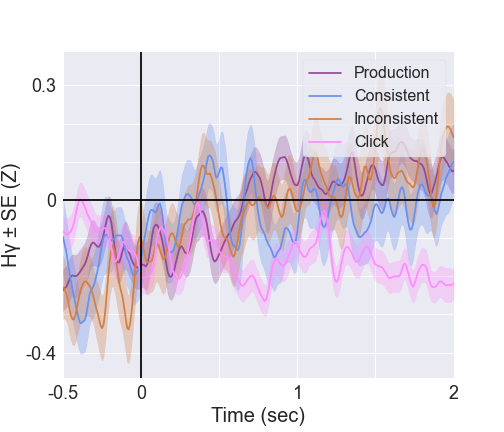 Production
Consistent
Inconsistent
Click
Hγ ± SE (Z)
0.3
0
-0.4
-0.5 0 1 2
Time (sec)